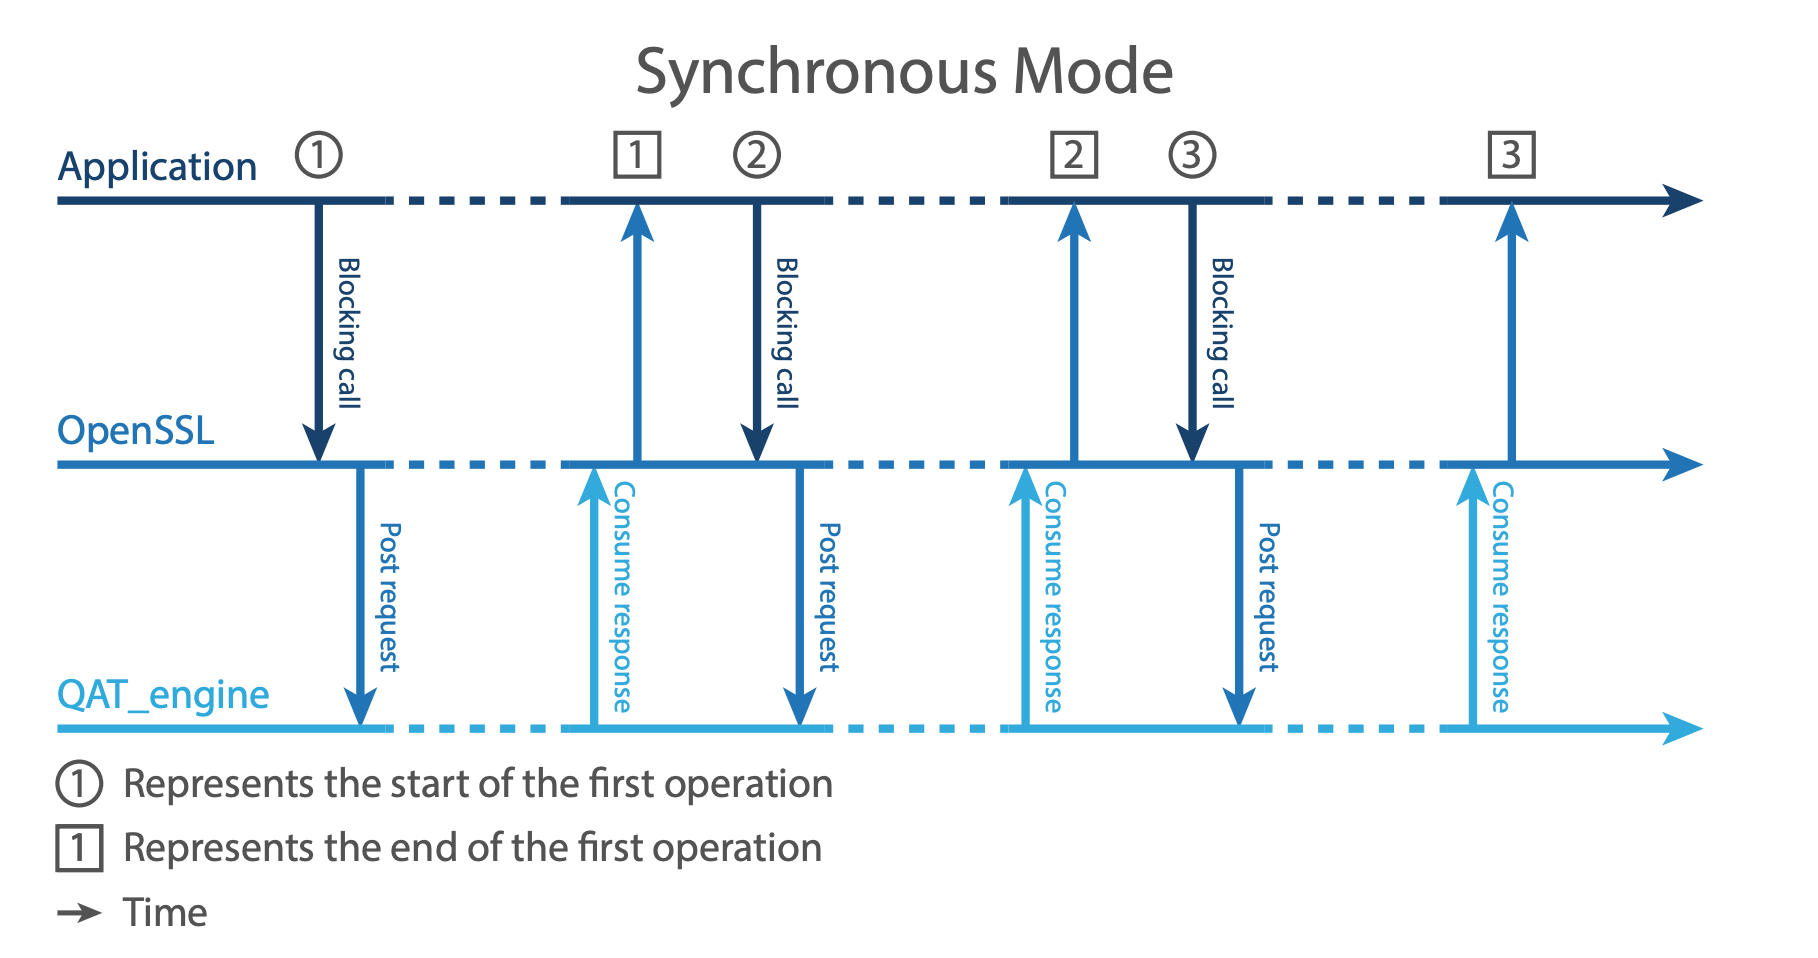 Synchronous Mode
Application
1
1
2
2
3
3
Blocking call
Blocking call
Blocking call
OpenSSL
Post request
Consume response
Post request
Consume response
Post request
Consume response
QAT_engine
1 Represents the start of the first operation
1 Represents the end of the first operation
Time